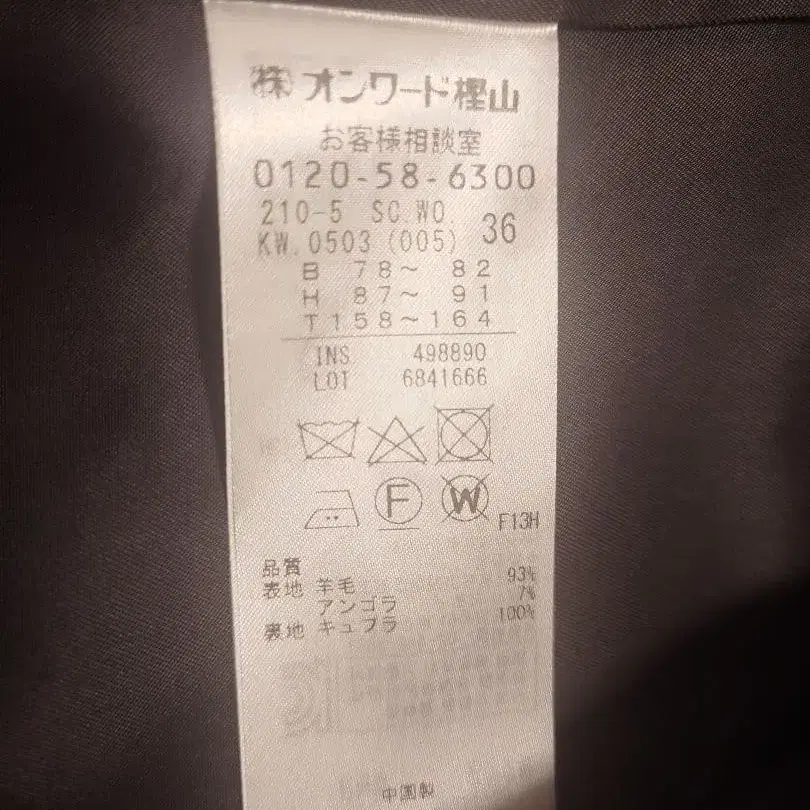 ㈱オンワード樫山
お客様相談室
0120-58-6300
210-5 SC.WO.
KW.0503 (005) 36
B 78～ 82
H 87～ 91
T158～164
INS 498890
LOT 6841666
F
W
F13H
品質
表地 羊毛 93%
アンゴラ 7%
裏地 キュプラ 100%
中国製